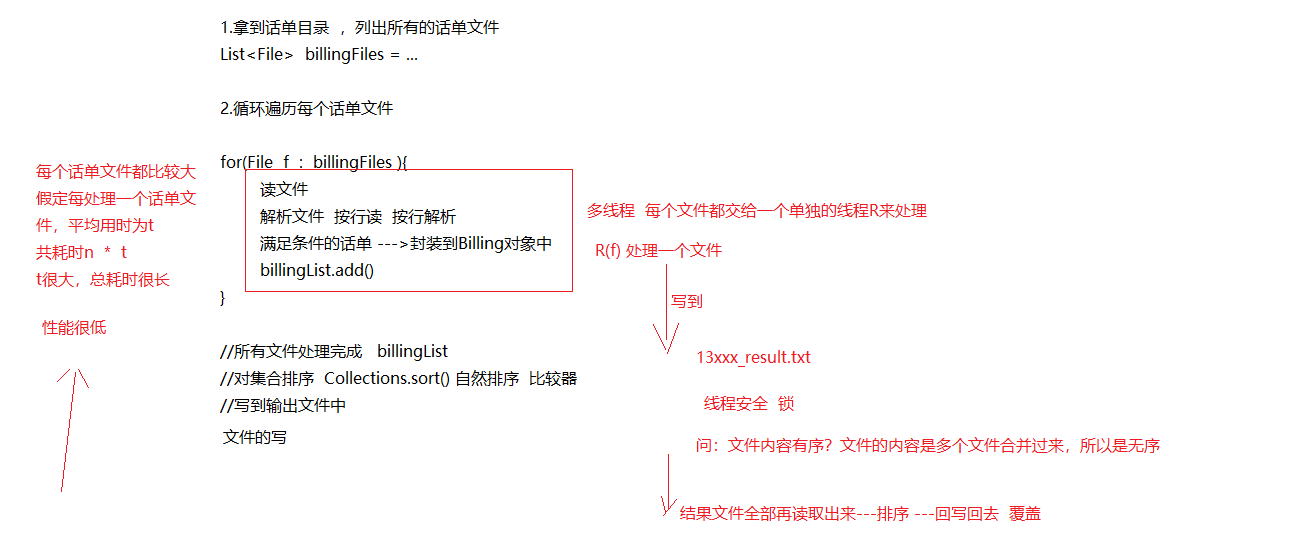 1.拿到话单目录 ，列出所有的话单文件
List<File> billingFiles = ...
2.循环遍历每个话单文件
for(File f : billingFiles ){
读文件
解析文件 按行读 按行解析
满足条件的话单 --->封装到Billing对象中
billingList.add()
}
//所有文件处理完成 billingList
//对集合排序 Collections.sort() 自然排序 比较器
//写到输出文件中
文件的写
每个话单文件都比较大
假定每处理一个话单文
件，平均用时为t
共耗时n * t
t很大，总耗时很长
性能很低
多线程 每个文件都交给一个单独的线程R来处理
R(f) 处理一个文件
写到
13xxx_result.txt
线程安全 锁
问：文件内容有序？文件的内容是多个文件合并过来，所以是无序
结果文件全部再读取出来---排序 ---回写回去 覆盖